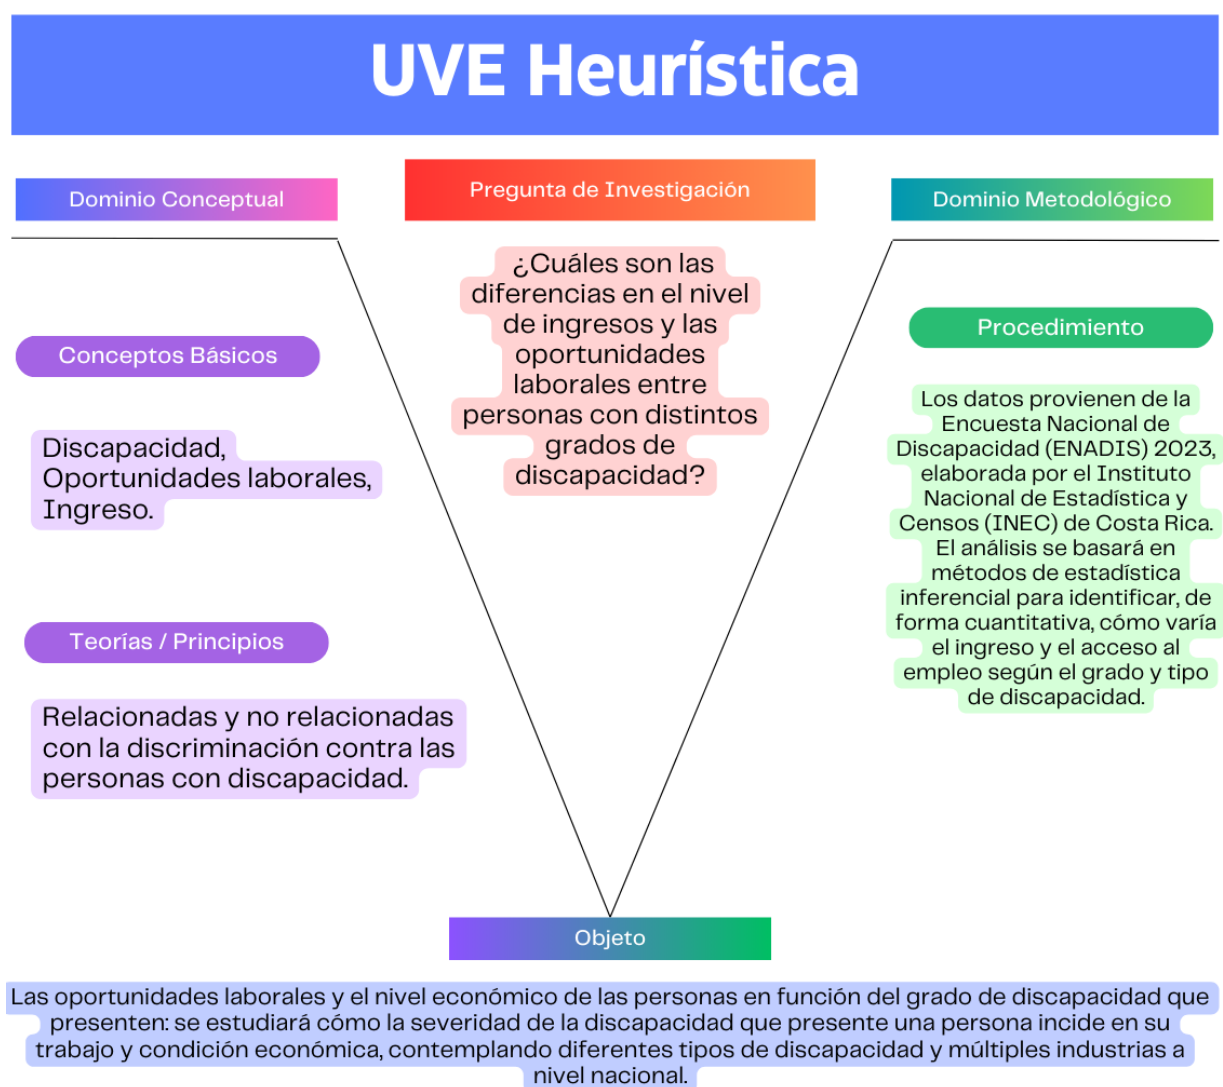 UVE Heurística
Dominio Conceptual
Pregunta de Investigación
Dominio Metodológico
¿Cuáles son las
diferencias en el nivel
de ingresos y las
oportunidades
laborales entre
personas con distintos
grados de
discapacidad?
Conceptos Básicos
Discapacidad,
Oportunidades laborales,
Ingreso.
Teorías / Principios
Relacionadas y no relacionadas
con la discriminación contra las
personas con discapacidad.
Procedimiento
Los datos provienen de la
Encuesta Nacional de
Discapacidad (ENADIS) 2023,
elaborada por el Instituto
Nacional de Estadística y
Censos (INEC) de Costa Rica.
El análisis se basará en
métodos de estadística
inferencial para identificar, de
forma cuantitativa, cómo varía
el ingreso y el acceso al
empleo según el grado y tipo
de discapacidad.
Objeto
Las oportunidades laborales y el nivel económico de las personas en función del grado de discapacidad que
presenten: se estudiará cómo la severidad de la discapacidad que presente una persona incide en su
trabajo y condición económica, contemplando diferentes tipos de discapacidad y múltiples industrias a
nivel nacional.